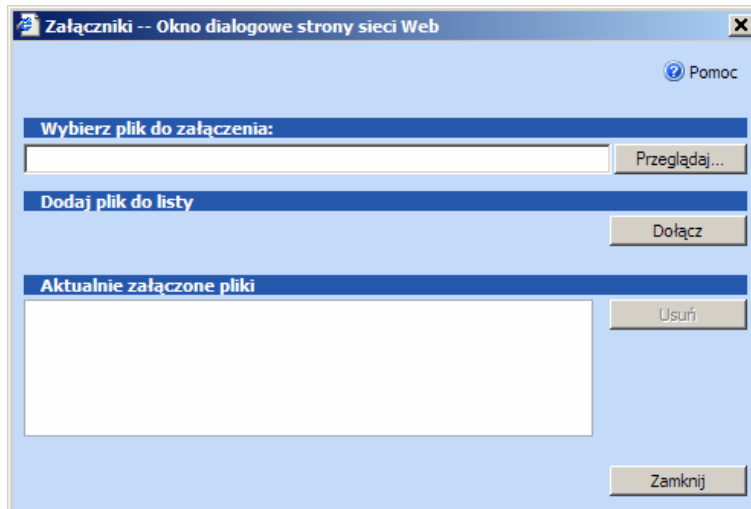 Załączniki -- Okno dialogowe strony sieci Web
Pomoc
Wybierz plik do załączenia:
Przeglądaj...
Dodaj plik do listy
Dołącz
Aktualnie załączone pliki
Usuń
Zamknij